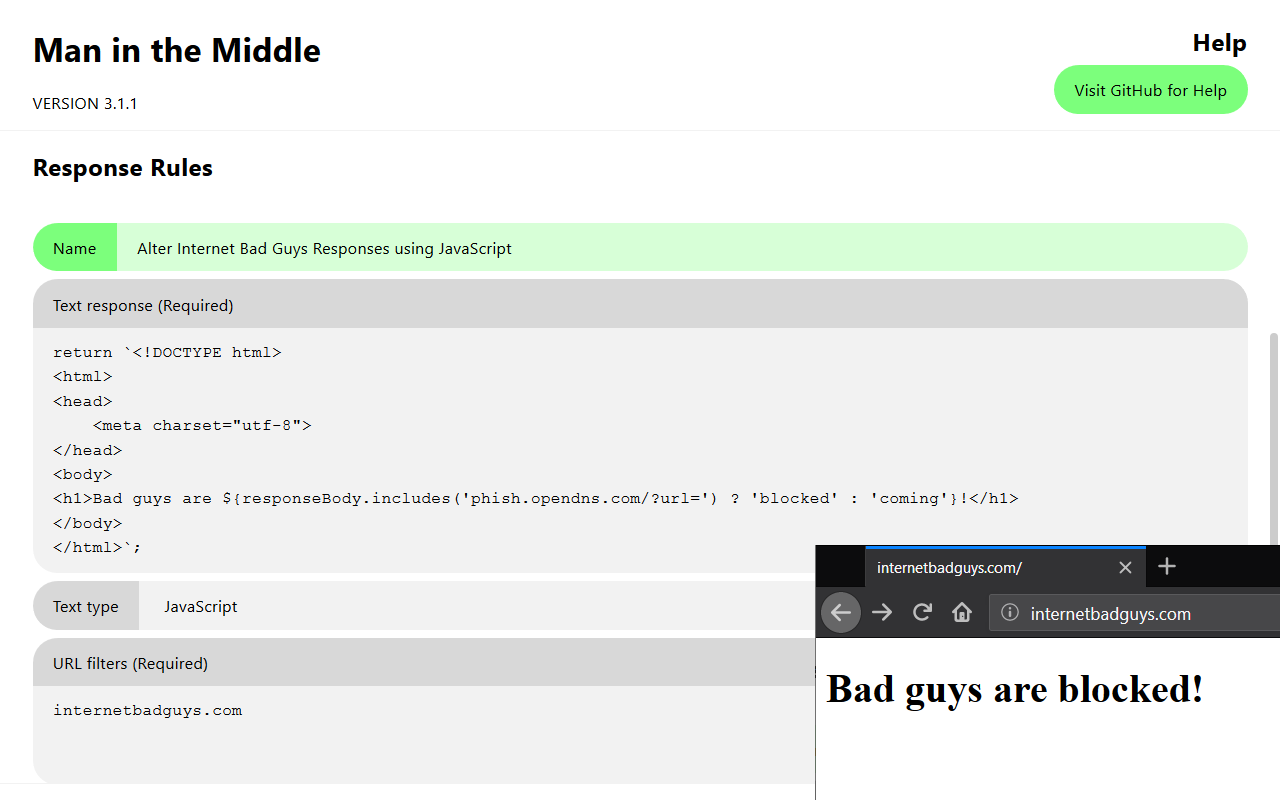 Man in the Middle
Help
VERSION 3.1.1
Visit GitHub for Help
Response Rules
Name Alter Internet Bad Guys Responses using JavaScript
Text response (Required)
return `<!DOCTYPE html>
<html>
<head>
    <meta charset="utf-8">
</head>
<body>
<h1>Bad guys are ${responseBody.includes('phish.opendns.com/?url=') ? 'blocked' : 'coming'}!</h1>
</body>
</html>`;
Text type JavaScript
URL filters (Required)
internetbadguys.com
internetbadguys.com/
internetbadguys.com
Bad guys are blocked!